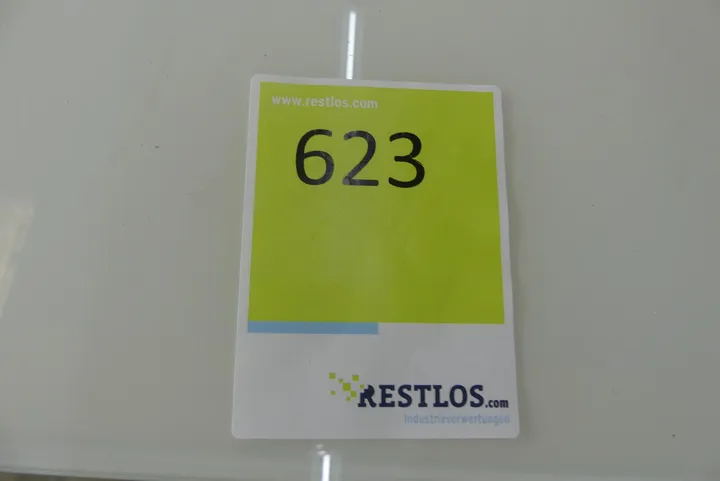 www.restlos.com
623
RESTLOS.com
Industrieverwertungen